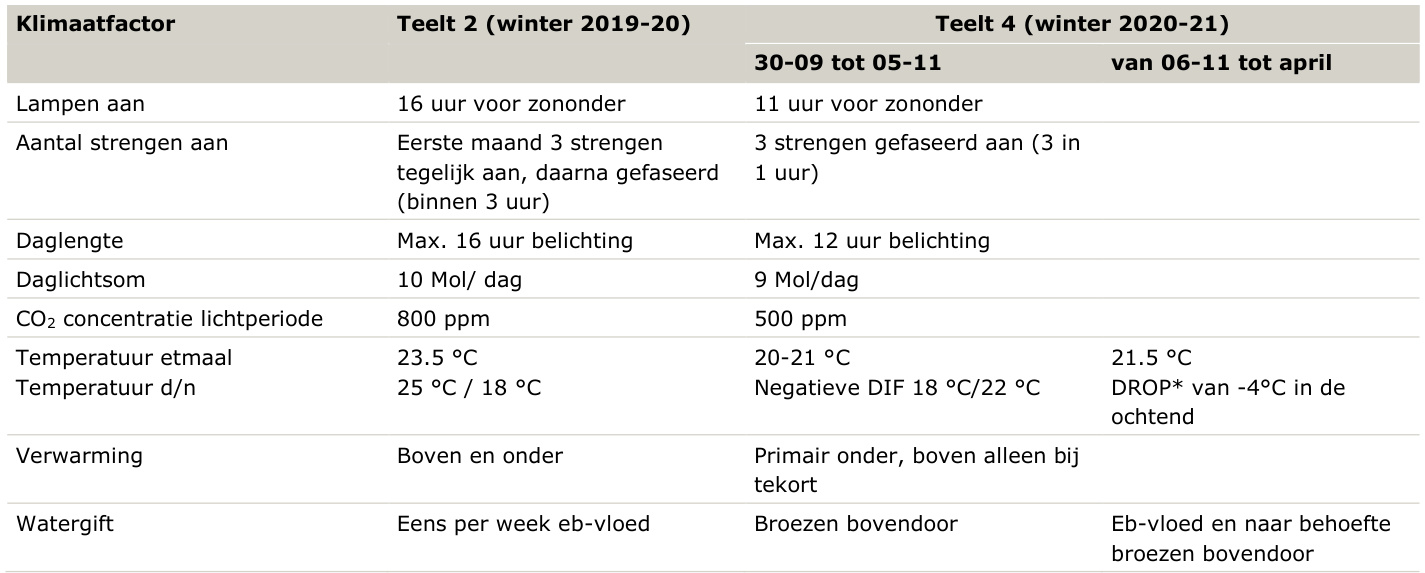 Klimaatfactor Teelt 2 (winter 2019-20) Teelt 4 (winter 2020-21)
30-09 tot 05-11 van 06-11 tot april
Lampen aan 16 uur voor zononder 11 uur voor zononder
Aantal strengen aan Eerste maand 3 strengen 3 strengen gefaseerd aan (3 in
tegelijk aan, daarna gefaseerd 1 uur)
(binnen 3 uur)
Daglengte Max. 16 uur belichting Max. 12 uur belichting
Daglichtsom 10 Mol/ dag 9 Mol/dag
CO₂ concentratie lichtperiode 800 ppm 500 ppm
Temperatuur etmaal 23.5 °C 20-21 °C 21.5 °C
Temperatuur d/n 25 °C / 18 °C Negatieve DIF 18 °C/22 °C DROP* van -4°C in de
ochtend
Verwarming Boven en onder Primair onder, boven alleen bij
tekort
Watergift Eens per week eb-vloed Broezen bovendoor Eb-vloed en naar behoefte
broezen bovendoor